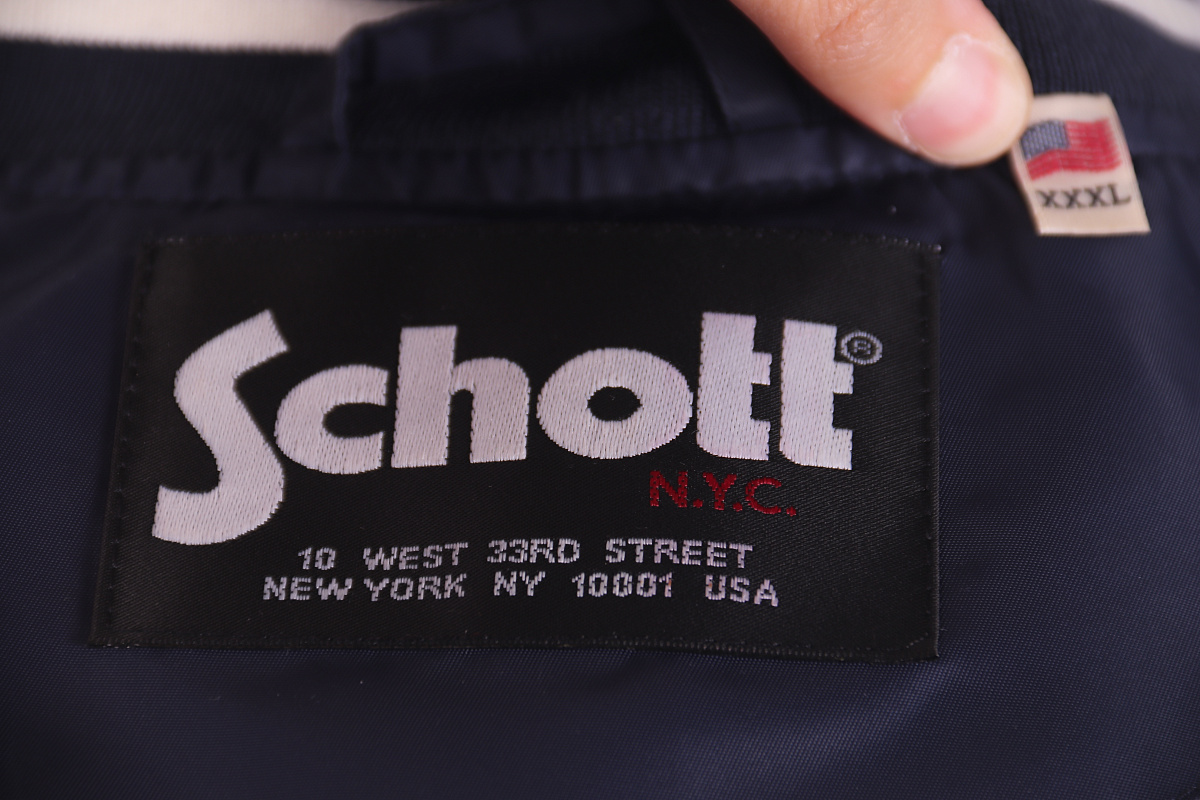 XXXL
Schott®
N.Y.C.
10 WEST 33RD STREET
NEW YORK NY 10001 USA